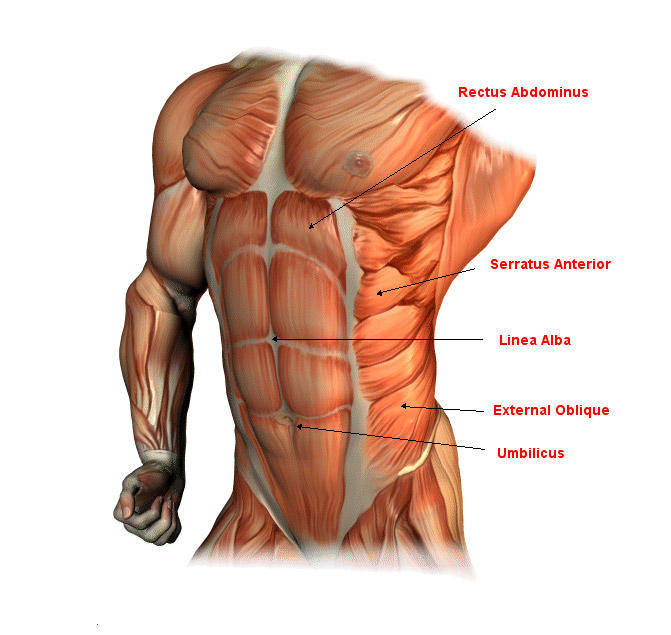 Rectus Abdominus
Serratus Anterior
Linea Alba
External Oblique
Umbilicus